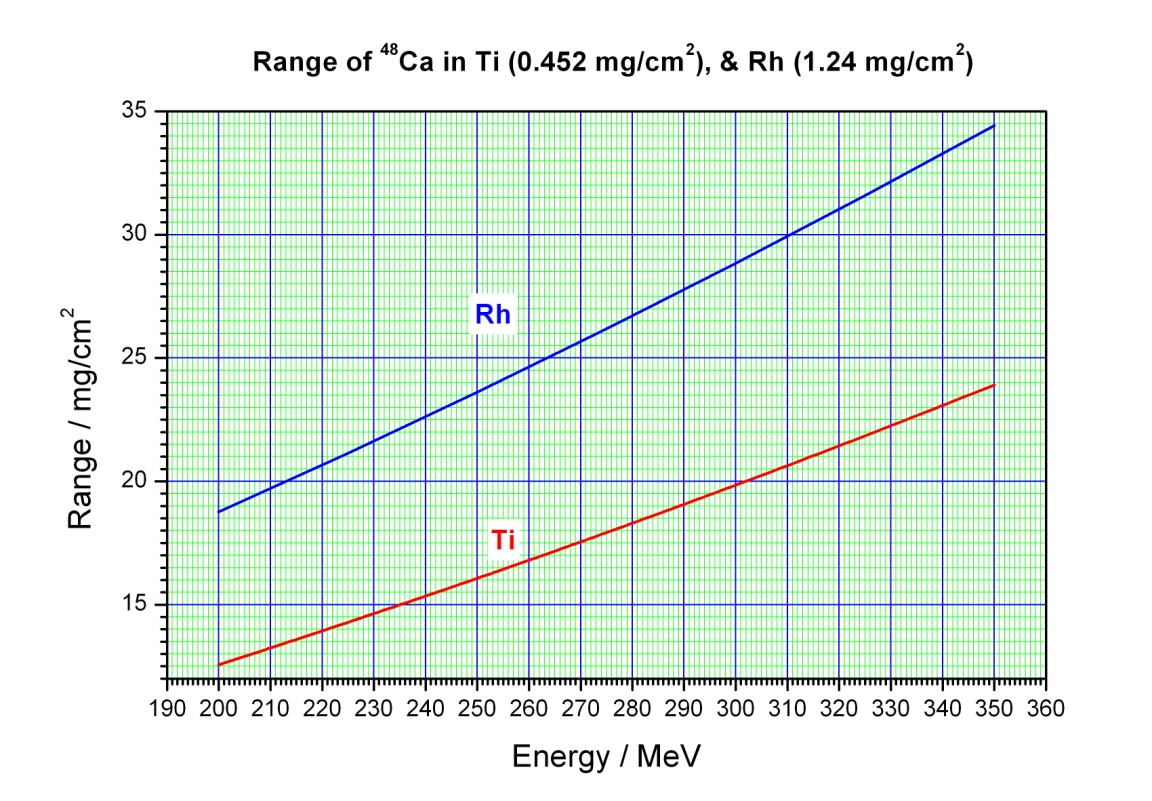 Range of ⁴⁸Ca in Ti (0.452 mg/cm²), & Rh (1.24 mg/cm²)
35
30
25
20
15
Range / mg/cm²
Rh
Ti
190 200 210 220 230 240 250 260 270 280 290 300 310 320 330 340 350 360
Energy / MeV